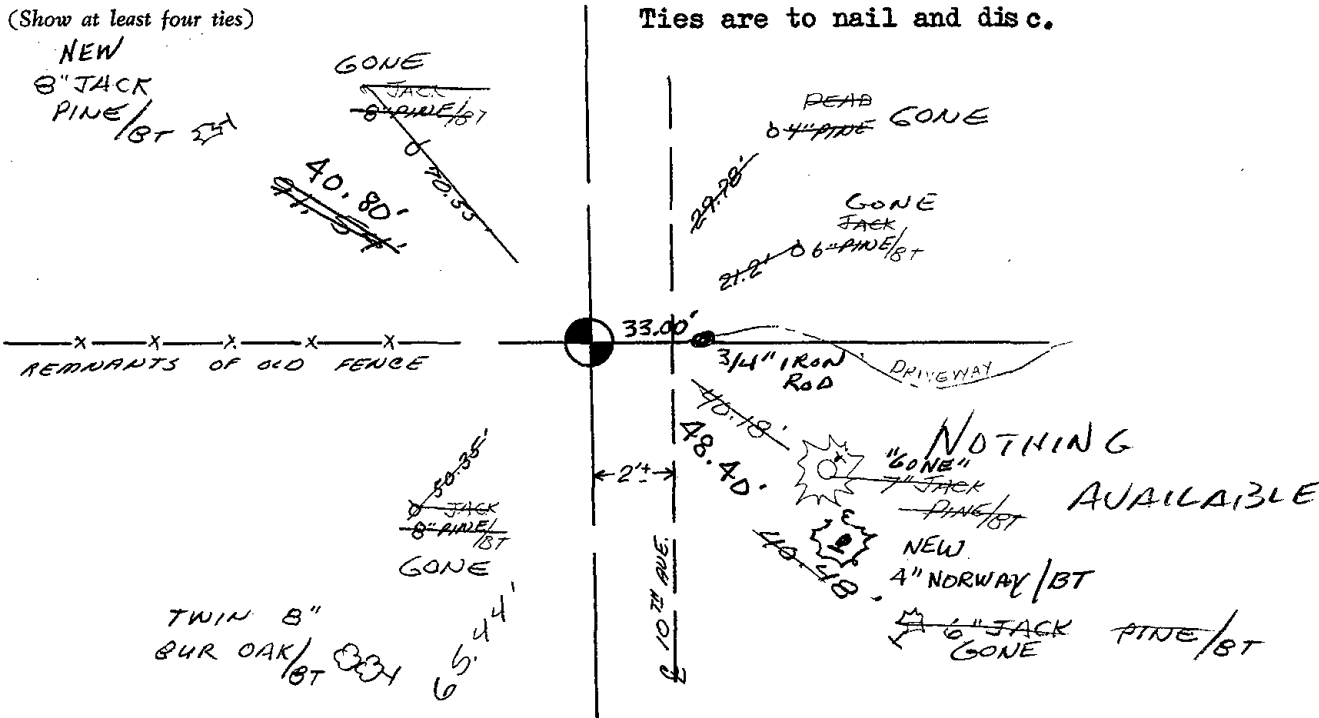 (Show at least four ties)
Ties are to nail and disc.
NEW
8" JACK
PINE/BT
GONE
JACK
8" PINE/BT
70.35'
40.80'
DEAD
4" PINE GONE
29.78'
GONE
JACK
6" PINE/BT
21.2'
33.00'
3/4" IRON
ROD
DRIVEWAY
REMNANTS OF OLD FENCE
40.18'
48.40'
NOTHING
AVAILABLE
"GONE"
7" JACK
PINE/BT
2'±
50.35'
JACK
8" PINE/
BT
GONE
NEW
4" NORWAY/BT
40.48'
6" JACK PINE/BT
GONE
TWIN 8"
BUR OAK/BT
65.44'
℄ 10TH AVE.